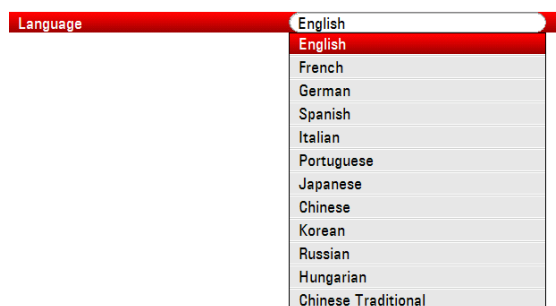 Language English
English
French
German
Spanish
Italian
Portuguese
Japanese
Chinese
Korean
Russian
Hungarian
Chinese Traditional